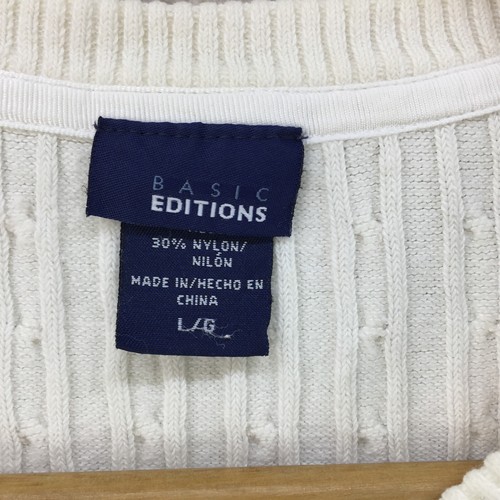 BASIC
EDITIONS
30% NYLON/
NILÓN
MADE IN/HECHO EN
CHINA
L/G